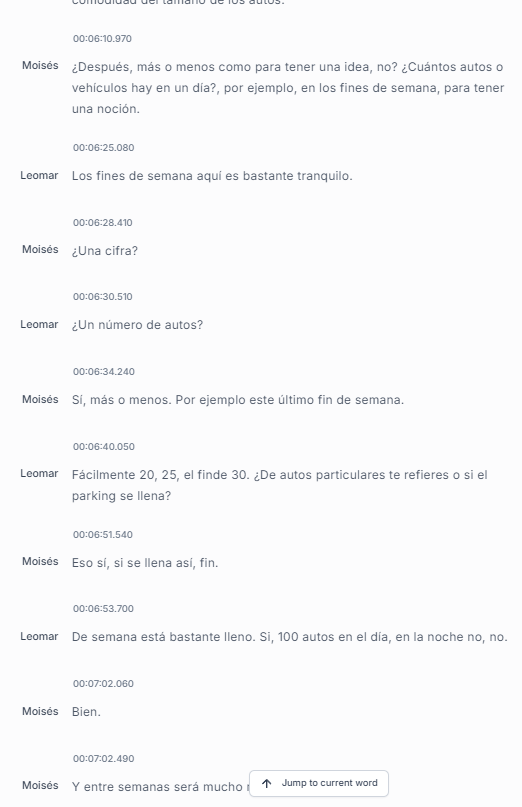 comodidad del tamaño de los autos.
00:06:10.970
Moisés
¿Después, más o menos como para tener una idea, no? ¿Cuántos autos o
vehículos hay en un día?, por ejemplo, en los fines de semana, para tener
una noción.
00:06:25.080
Leomar
Los fines de semana aquí es bastante tranquilo.
00:06:28.410
Moisés
¿Una cifra?
00:06:30.510
Leomar
¿Un número de autos?
00:06:34.240
Moisés
Sí, más o menos. Por ejemplo este último fin de semana.
00:06:40.050
Leomar
Fácilmente 20, 25, el finde 30. ¿De autos particulares te refieres o si el
parking se llena?
00:06:51.540
Moisés
Eso sí, si se llena así, fin.
00:06:53.700
Leomar
De semana está bastante lleno. Si, 100 autos en el día, en la noche no, no.
00:07:02.060
Moisés
Bien.
00:07:02.490
Moisés
Y entre semanas será mucho
Jump to current word